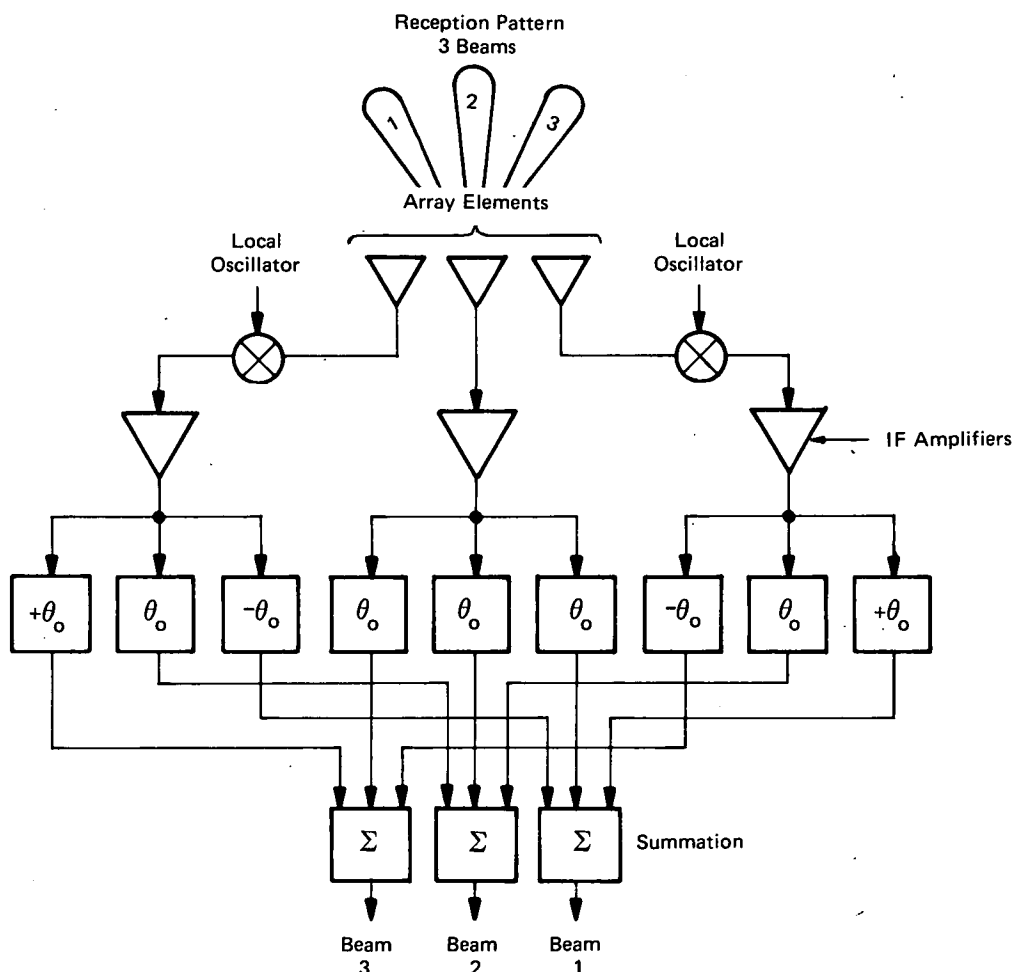 Reception Pattern
3 Beams
1
2
3
Array Elements
Local
Oscillator
Local
Oscillator
IF Amplifiers
+θo
θo
-θo
θo
θo
θo
-θo
θo
+θo
Σ
Σ
Σ
Summation
Beam
3
Beam
2
Beam
1